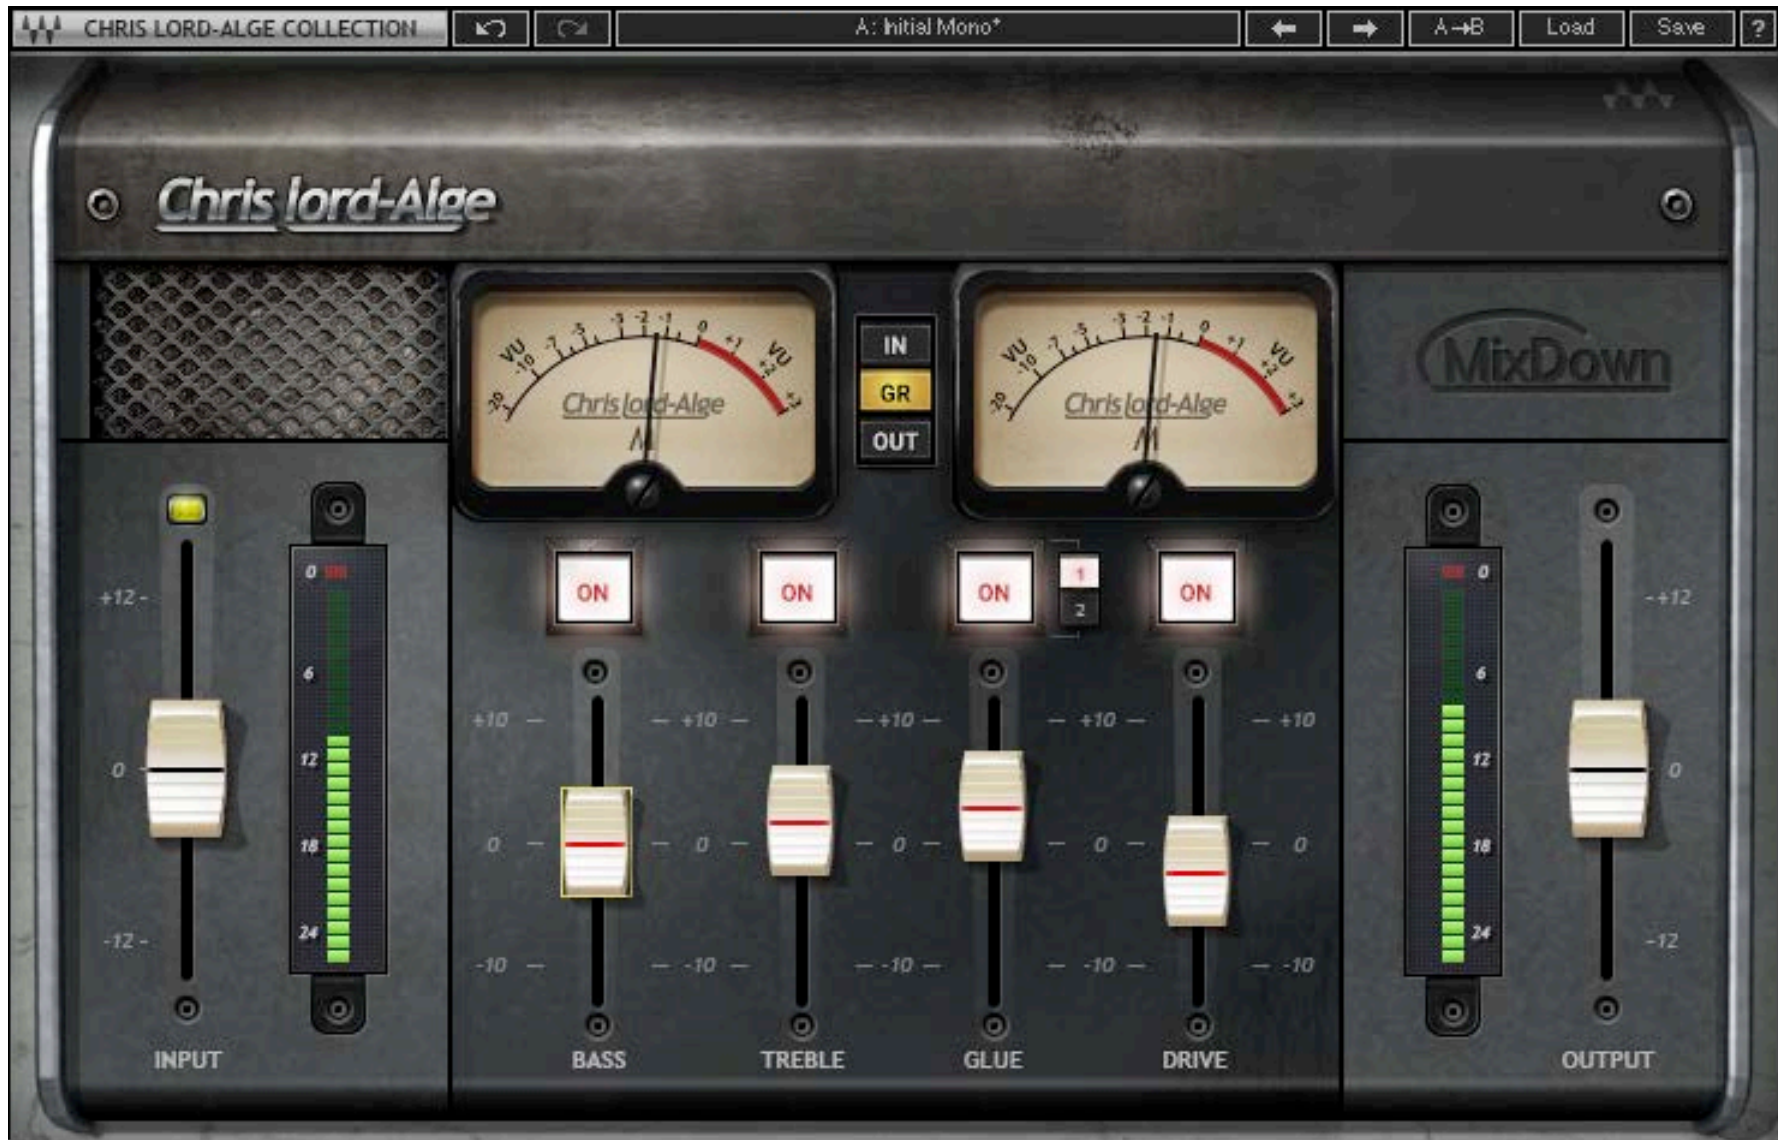 CHRIS LORD-ALGE COLLECTION
A: Initial Mono*
A→B
Load
Save
?
Chris lord-Alge
VU -20 -10 -7 -5 -3 -2 -1 0 +1 +2 +3 VU
Chris lord-Alge
M
IN
GR
OUT
VU -20 -10 -7 -5 -3 -2 -1 0 +1 +2 +3 VU
Chris lord-Alge
M
MixDown
ON ON ON 1 ON
2
+12 - 0 0 - +12
6 6
+10 — — +10 — — +10 — — +10 — — +10
0 12 12 0
0 — — 0 — — 0 — — 0 — — 0
18 18
-12 - 24 24 - -12
-10 — — -10 — — -10 — — -10 — — -10
INPUT BASS TREBLE GLUE DRIVE OUTPUT